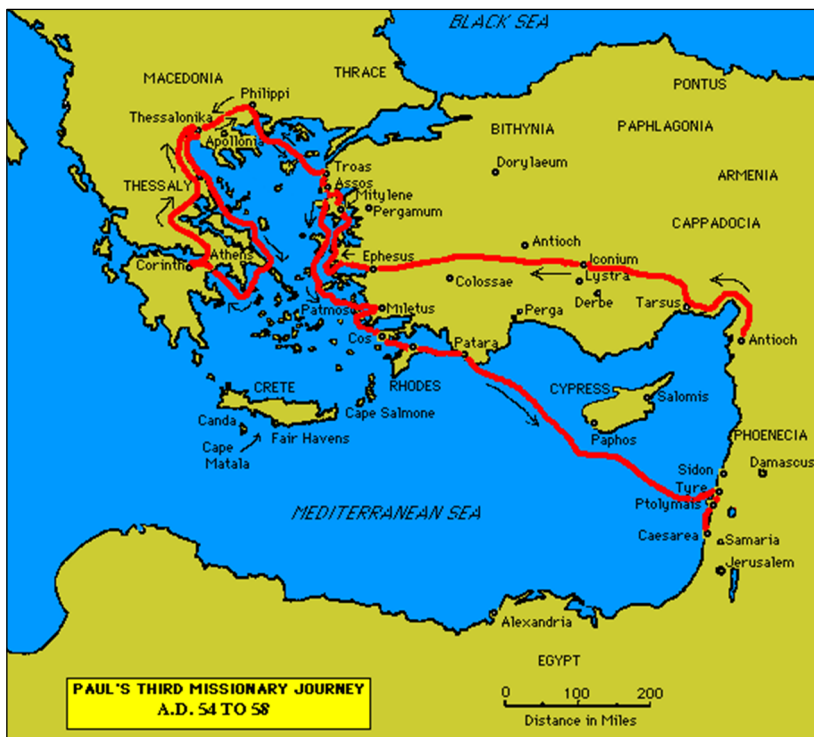 BLACK SEA
MACEDONIA
THRACE
PONTUS
Philippi
Thessalonika
BITHYNIA
PAPHLAGONIA
Apollonia
Dorylaeum
ARMENIA
Troas
THESSALY
Assos
Mitylene
Pergamum
CAPPADOCIA
Antioch
Athens
Ephesus
Iconium
Corinth
Colossae
Lystra
Derbe
Tarsus
Patmos
Miletus
Perga
Cos
Patara
Antioch
CRETE
RHODES
CYPRESS
Salomis
Cape Salmone
Canda
Fair Havens
Paphos
PHOENECIA
Cape
Matala
Sidon
Damascus
Tyre
Ptolymais
MEDITERRANEAN SEA
Caesarea
Samaria
Jerusalem
Alexandria
EGYPT
PAUL'S THIRD MISSIONARY JOURNEY
A.D. 54 TO 58
0 100 200
Distance in Miles